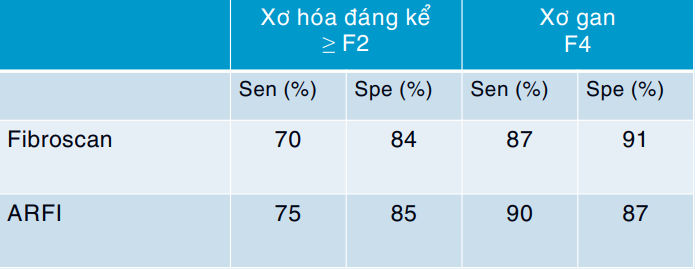 Xơ hóa đáng kể
≥ F2
Xơ gan
F4
Sen (%) Spe (%) Sen (%) Spe (%)
Fibroscan 70 84 87 91
ARFI 75 85 90 87